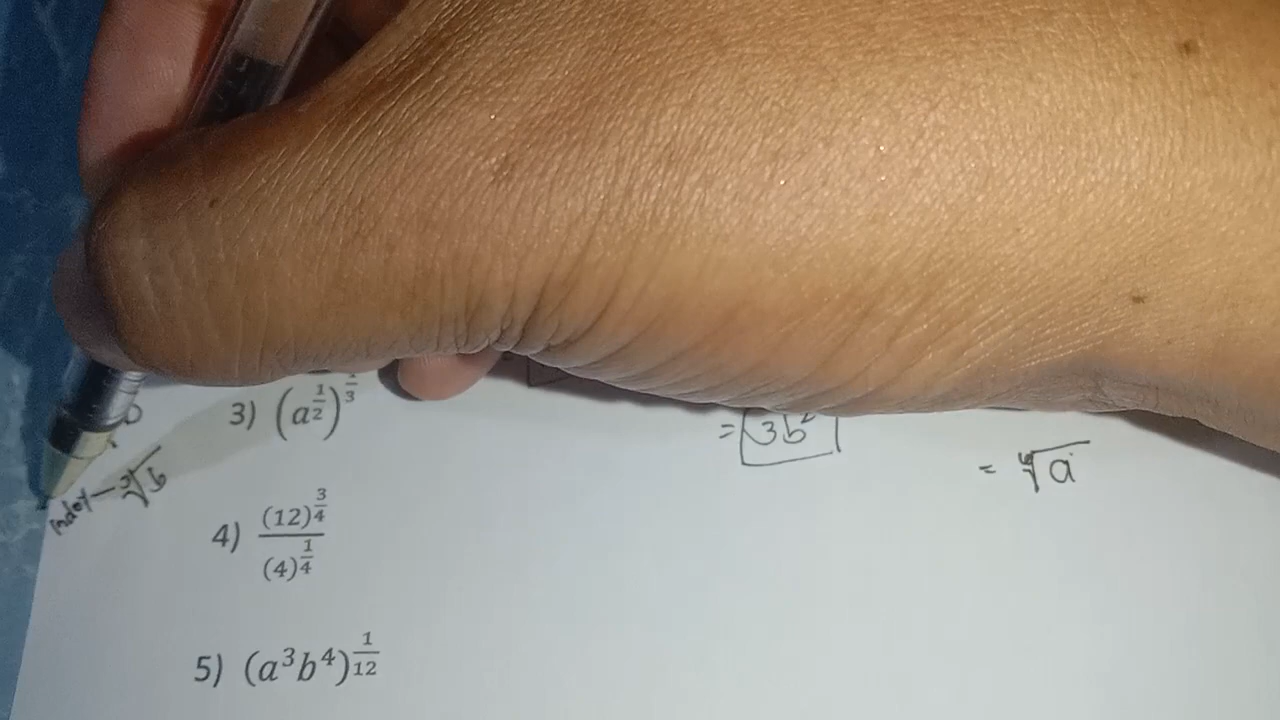 3) (a^{1/2})^{1/3}
= 3b²
= ⁶√a
index - ³√b
4) (12)^{3/4} / (4)^{1/4}
5) (a³b⁴)^{1/12}